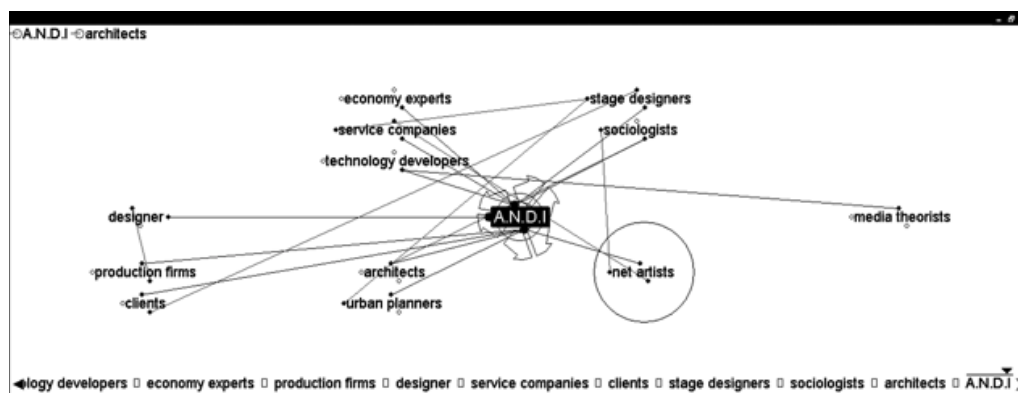 A.N.D.I architects
economy experts
stage designers
service companies
sociologists
technology developers
designer
A.N.D.I
media theorists
production firms
architects
net artists
clients
urban planners
ology developers economy experts production firms designer service companies clients stage designers sociologists architects A.N.D.I